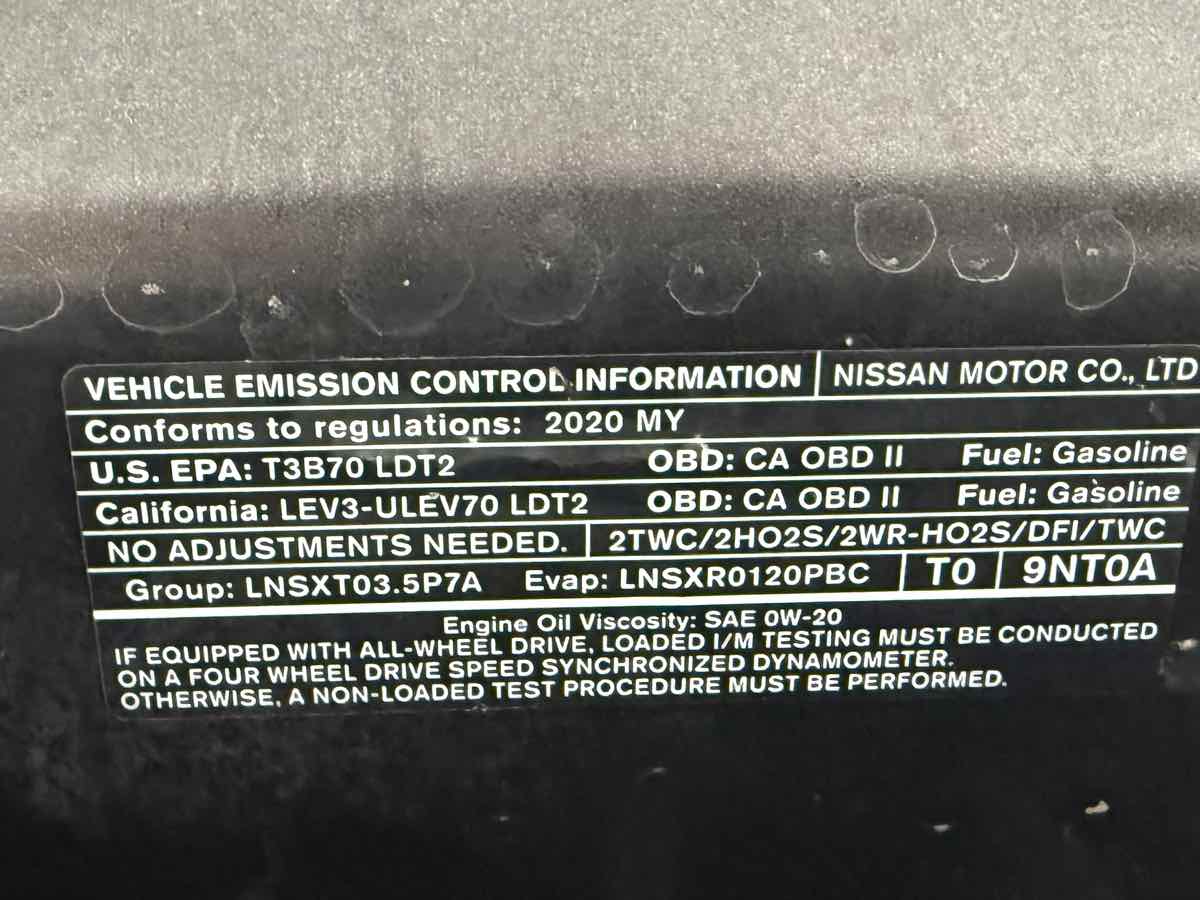 VEHICLE EMISSION CONTROL INFORMATION NISSAN MOTOR CO., LTD
Conforms to regulations: 2020 MY
U.S. EPA: T3B70 LDT2 OBD: CA OBD II Fuel: Gasoline
California: LEV3-ULEV70 LDT2 OBD: CA OBD II Fuel: Gasoline
NO ADJUSTMENTS NEEDED. 2TWC/2HO2S/2WR-HO2S/DFI/TWC
Group: LNSXT03.5P7A Evap: LNSXR0120PBC T0 9NT0A
Engine Oil Viscosity: SAE 0W-20
IF EQUIPPED WITH ALL-WHEEL DRIVE, LOADED I/M TESTING MUST BE CONDUCTED
ON A FOUR WHEEL DRIVE SPEED SYNCHRONIZED DYNAMOMETER.
OTHERWISE, A NON-LOADED TEST PROCEDURE MUST BE PERFORMED.